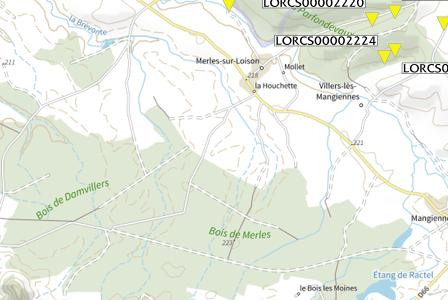 LORCS00002220
la Brévonne
Parfondevaux
LORCS00002224
Merles-sur-Loison
Mollet
218
LORCS0
la Houchette
Villers-lès-
Mangiennes
221
Bois de Damvillers
Mangienne
Bois de Merles
223
Étang de Ractel
le Bois les Moines
D66